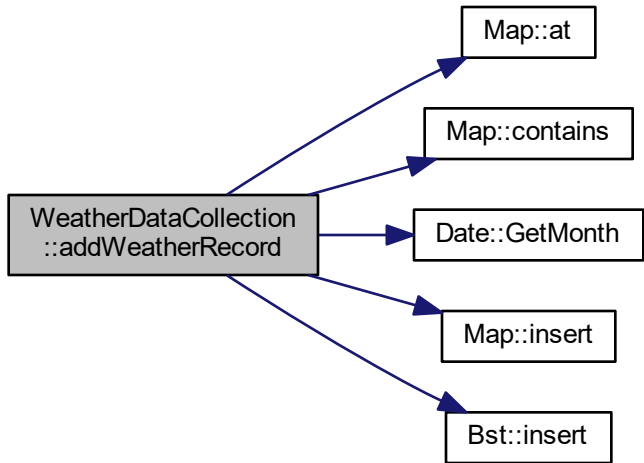 WeatherDataCollection
::addWeatherRecord
Map::at
Map::contains
Date::GetMonth
Map::insert
Bst::insert